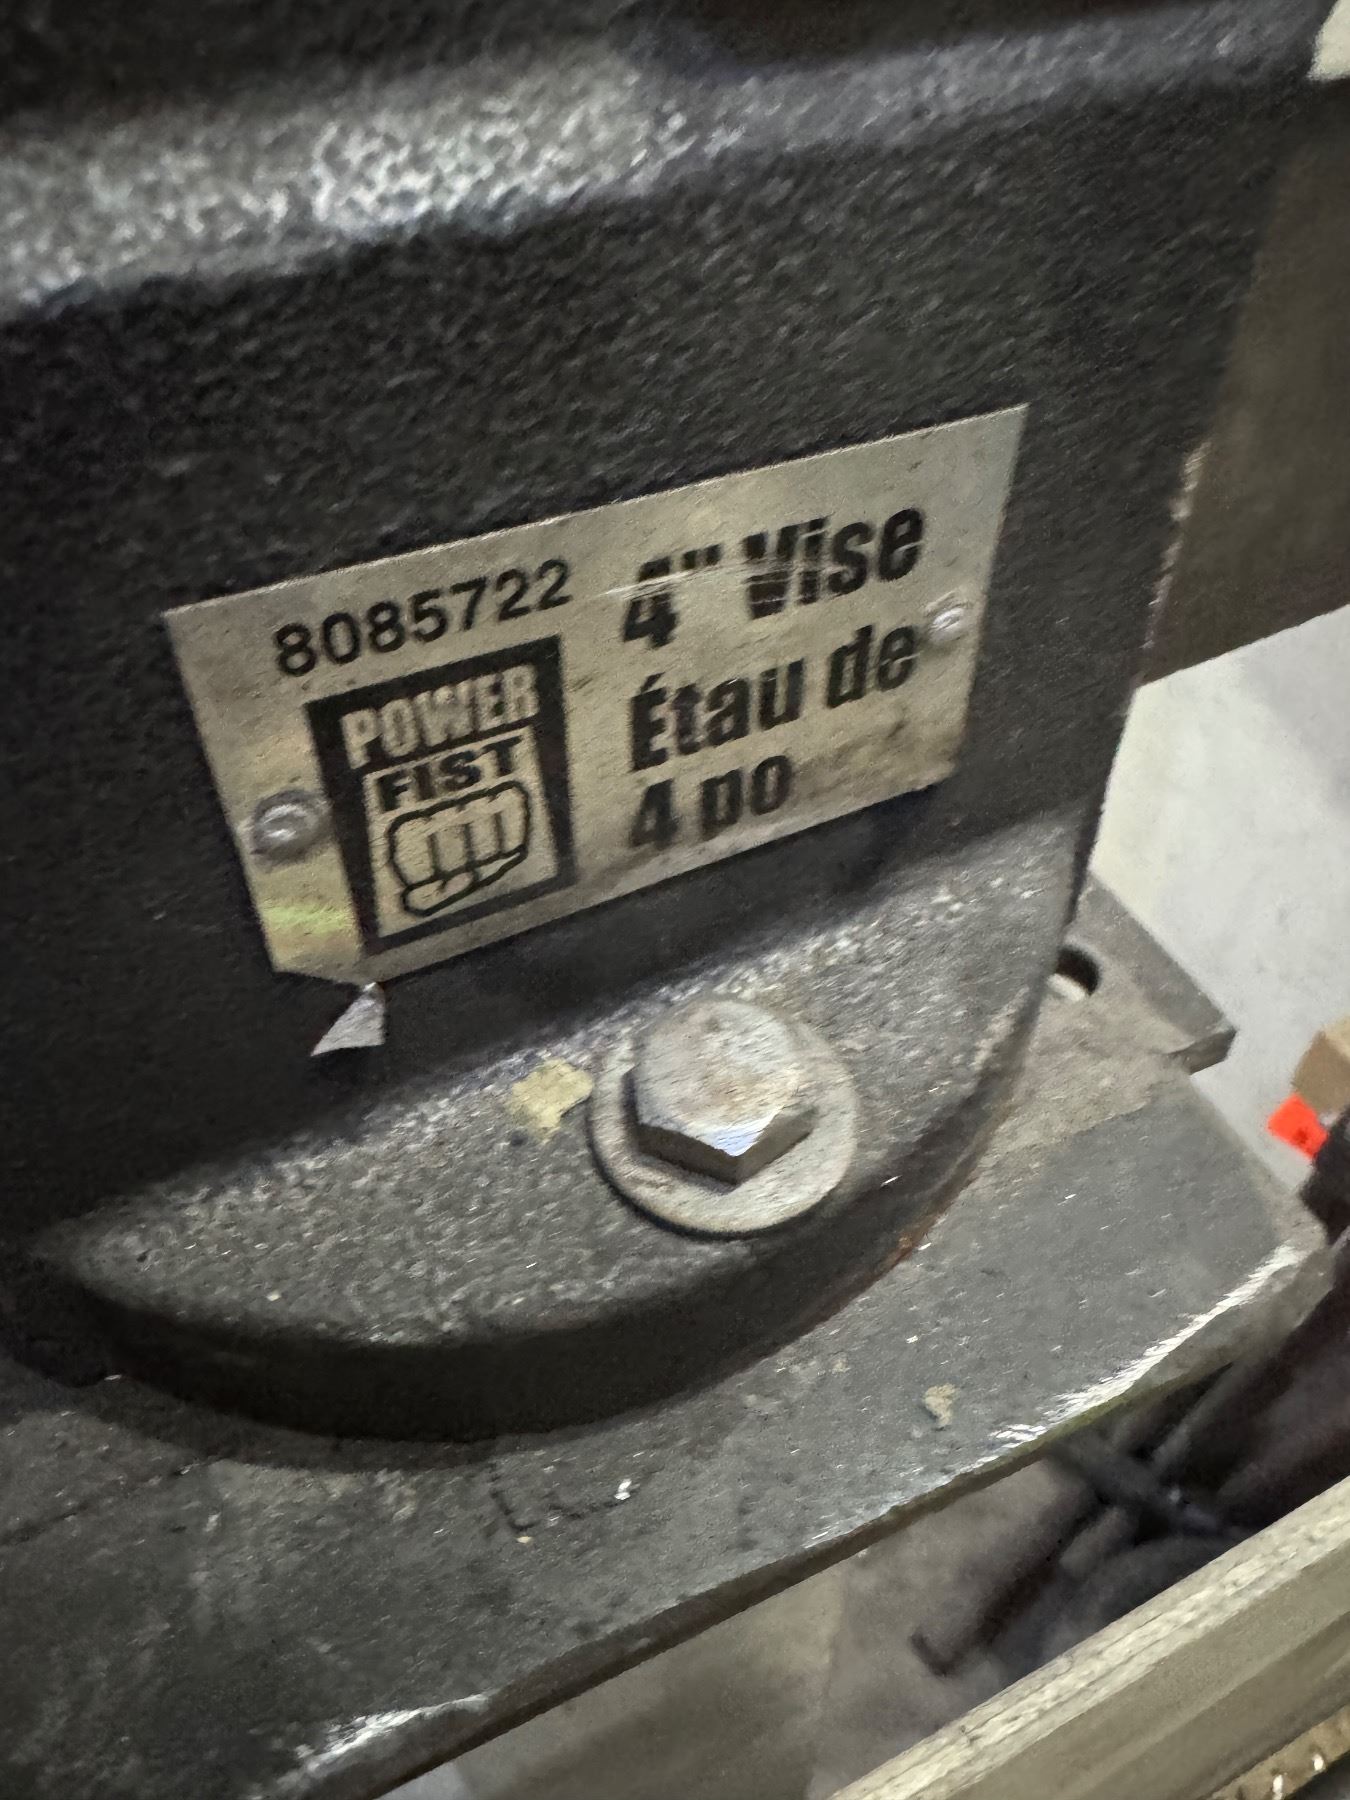 8085722
POWER
FIST
4" Vise
Étau de
4 po